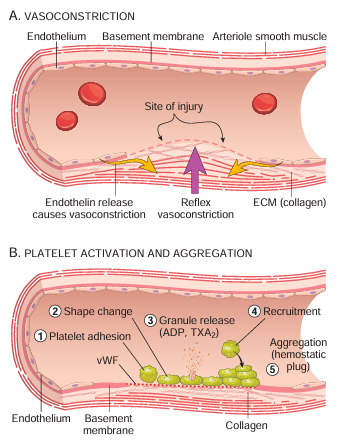 A. VASOCONSTRICTION
Endothelium Basement membrane Arteriole smooth muscle
Site of injury
Endothelin release
causes vasoconstriction
Reflex
vasoconstriction
ECM (collagen)
B. PLATELET ACTIVATION AND AGGREGATION
2 Shape change
3 Granule release
(ADP, TXA₂)
4 Recruitment
1 Platelet adhesion
Aggregation
(hemostatic
plug)
5
vWF
Endothelium
Basement
membrane
Collagen